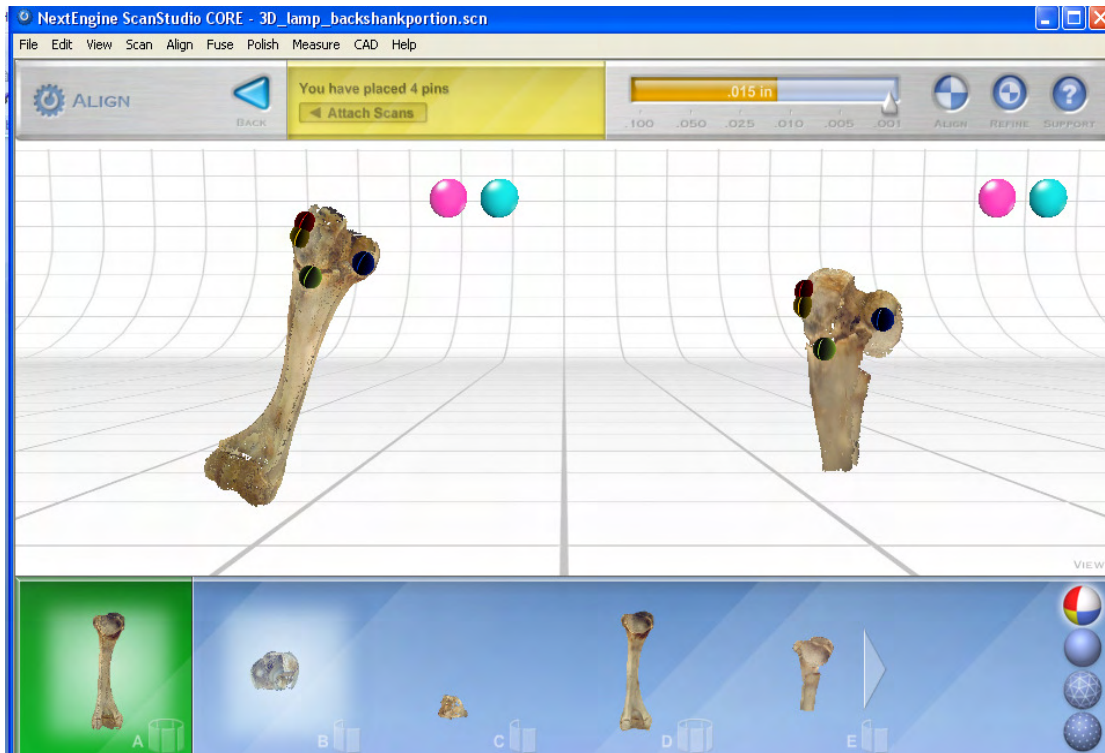 NextEngine ScanStudio CORE - 3D_lamp_backshankportion.scn
File Edit View Scan Align Fuse Polish Measure CAD Help
ALIGN
BACK
You have placed 4 pins
Attach Scans
.015 in
.100 .050 .025 .010 .005 .001
ALIGN REFINE SUPPORT
VIEW
A B C D E